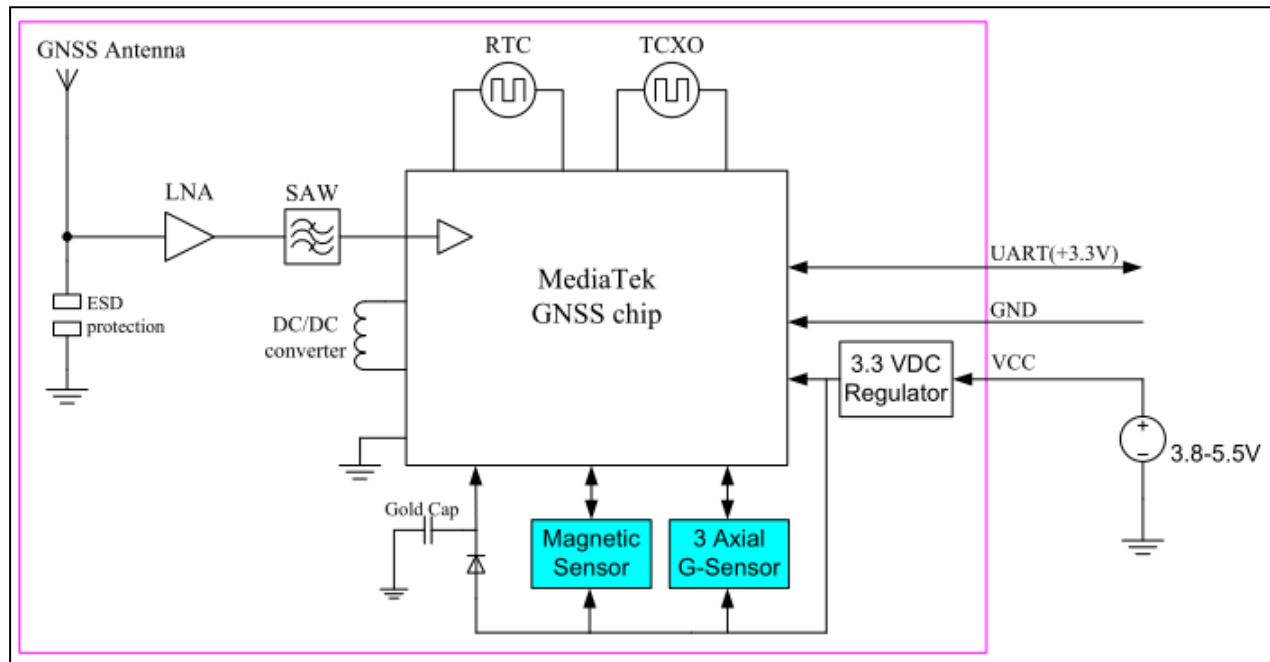 GNSS Antenna
RTC
TCXO
LNA
SAW
ESD
protection
DC/DC
converter
MediaTek
GNSS chip
UART(+3.3V)
GND
VCC
3.3 VDC
Regulator
+
−
3.8-5.5V
Gold Cap
Magnetic
Sensor
3 Axial
G-Sensor